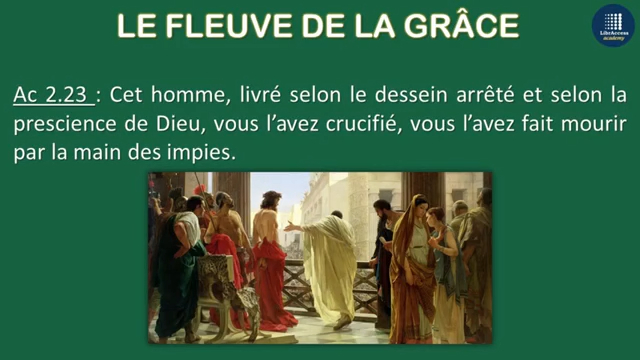 LE FLEUVE DE LA GRÂCE
LibrAccess
academy
Ac 2.23 : Cet homme, livré selon le dessein arrêté et selon la
prescience de Dieu, vous l’avez crucifié, vous l’avez fait mourir
par la main des impies.